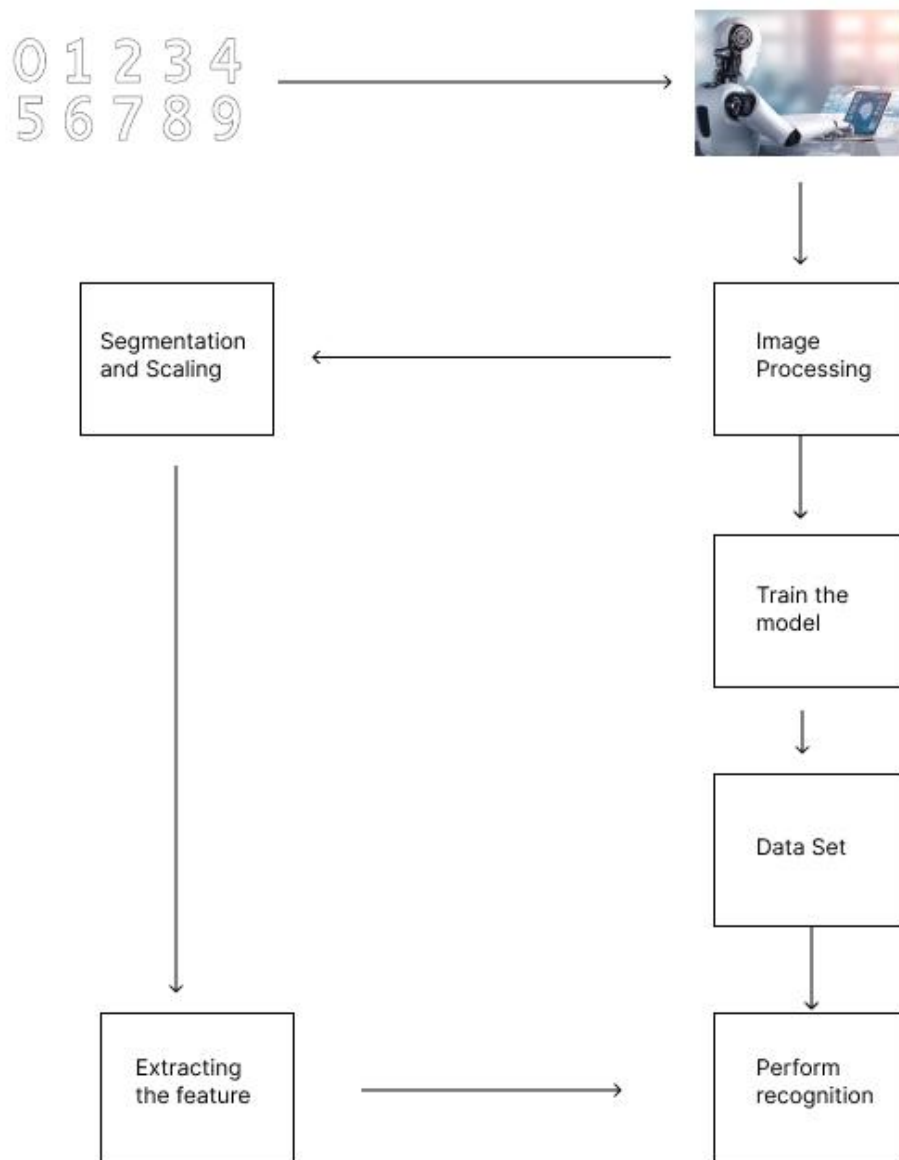 0 1 2 3 4
5 6 7 8 9
Segmentation
and Scaling
Image
Processing
Train the
model
Data Set
Extracting
the feature
Perform
recognition